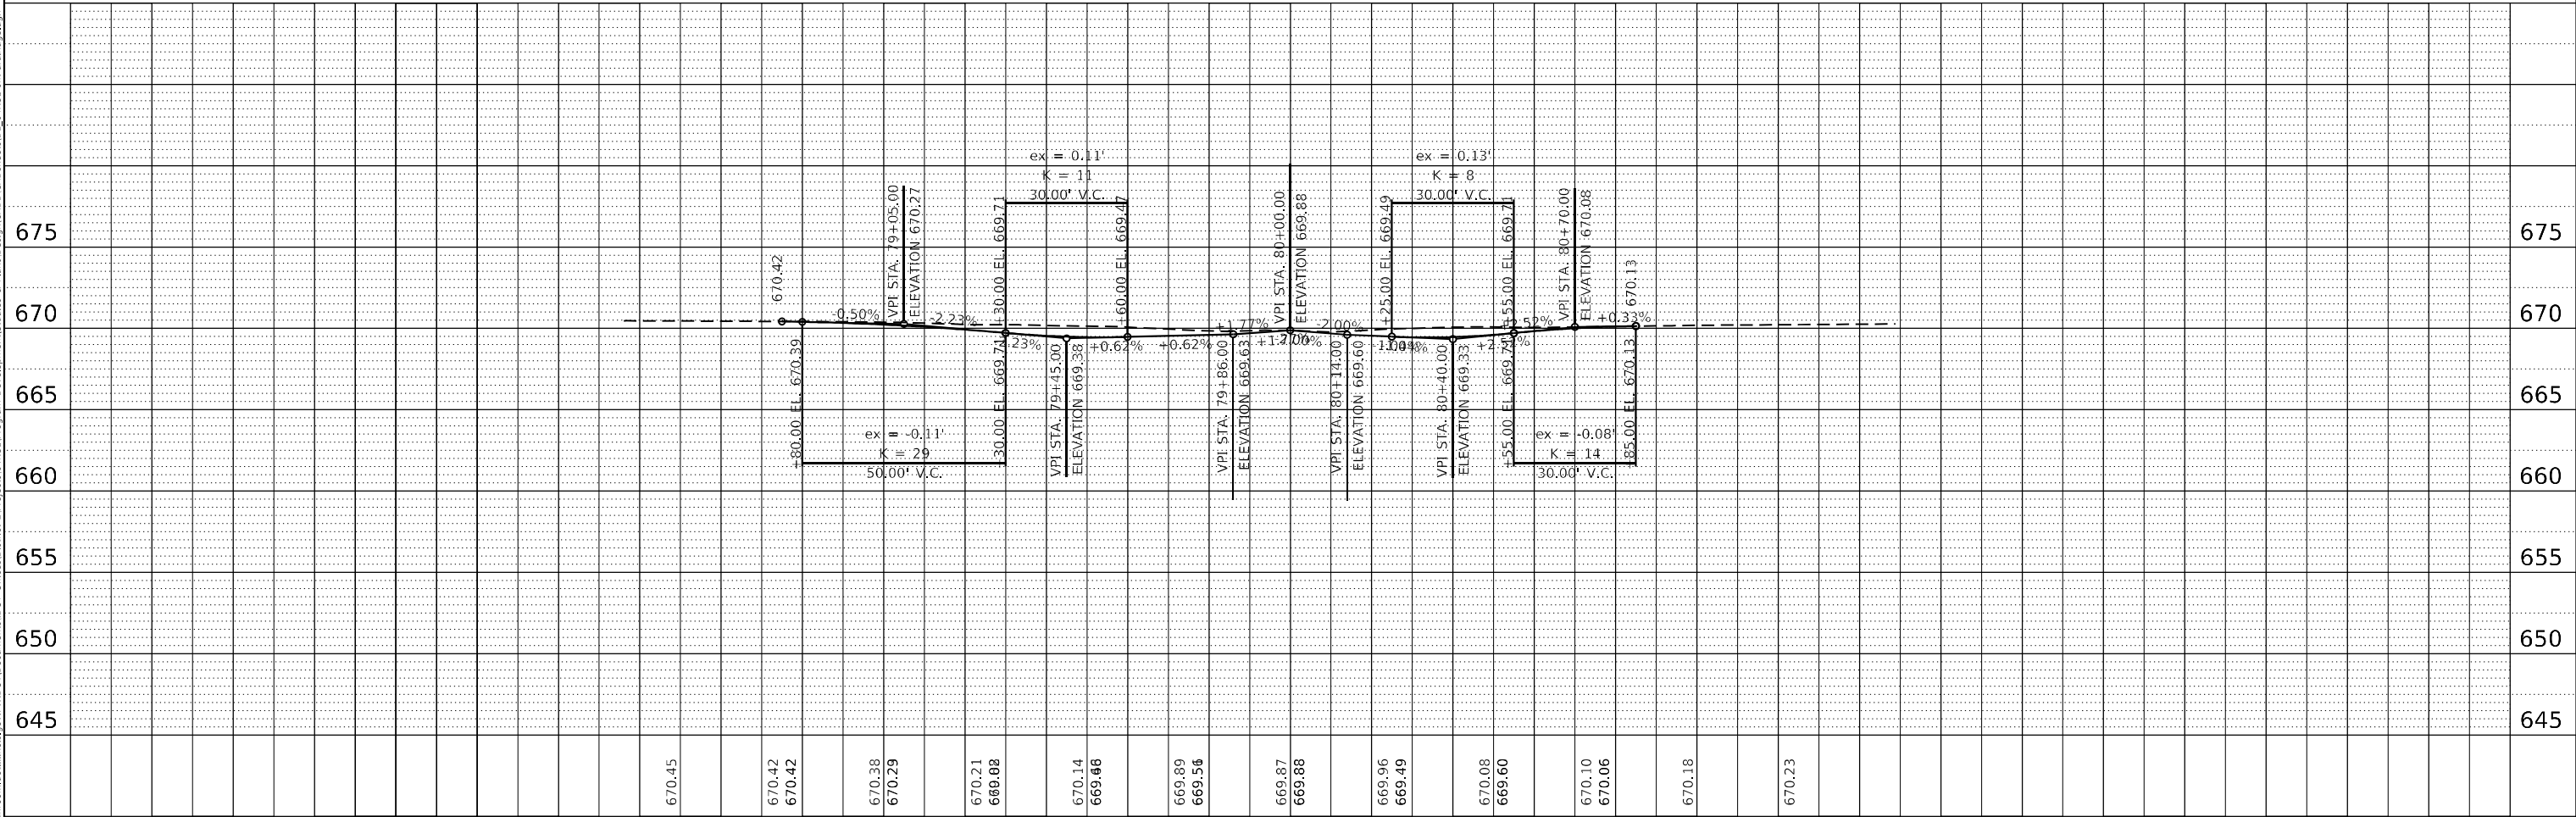 ex = 0.11'
K = 11
30.00' V.C.
ex = 0.13'
K = 8
30.00' V.C.
670.42
VPI STA. 79+05.00
ELEVATION 670.27
+30.00 EL. 669.71
+60.00 EL. 669.47
VPI STA. 80+00.00
ELEVATION 669.88
+25.00 EL. 669.49
+55.00 EL. 669.71
VPI STA. 80+70.00
ELEVATION 670.08
670.13
675
675
670
670
-0.50%
-2.23%
+0.62%
+0.62%
+1.77%
-2.00%
+2.52%
+2.52%
+0.33%
+80.00 EL. 670.39
VPI STA. 79+45.00
ELEVATION 669.38
VPI STA. 79+86.00
ELEVATION 669.63
VPI STA. 80+14.00
ELEVATION 669.60
VPI STA. 80+40.00
ELEVATION 669.33
+55.00 EL. 669.71
+85.00 EL. 670.13
665
665
ex = -0.11'
K = 29
50.00' V.C.
ex = -0.08'
K = 14
30.00' V.C.
660
660
655
655
650
650
645
645
670.45
670.42
670.42
670.38
670.29
670.21
670.14
669.89
669.87
669.88
669.96
669.49
670.08
669.60
670.10
670.06
670.18
670.23